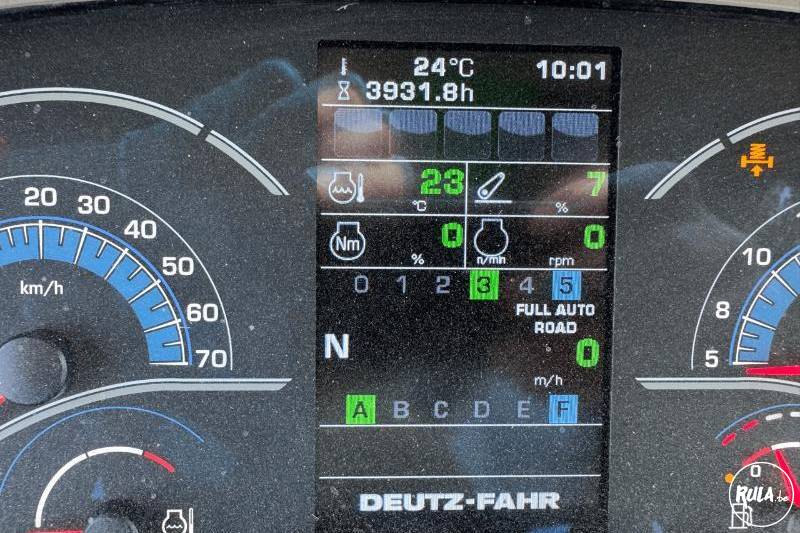 24°C 10:01
3931.8h
23 °C 7 %
Nm 0 % n/min 0 rpm
0 1 2 3 4 5
FULL AUTO
ROAD
N 0
m/h
A B C D E F
DEUTZ-FAHR
20 30 40 50 60 70
km/h
10 8 5
0
RULA.be